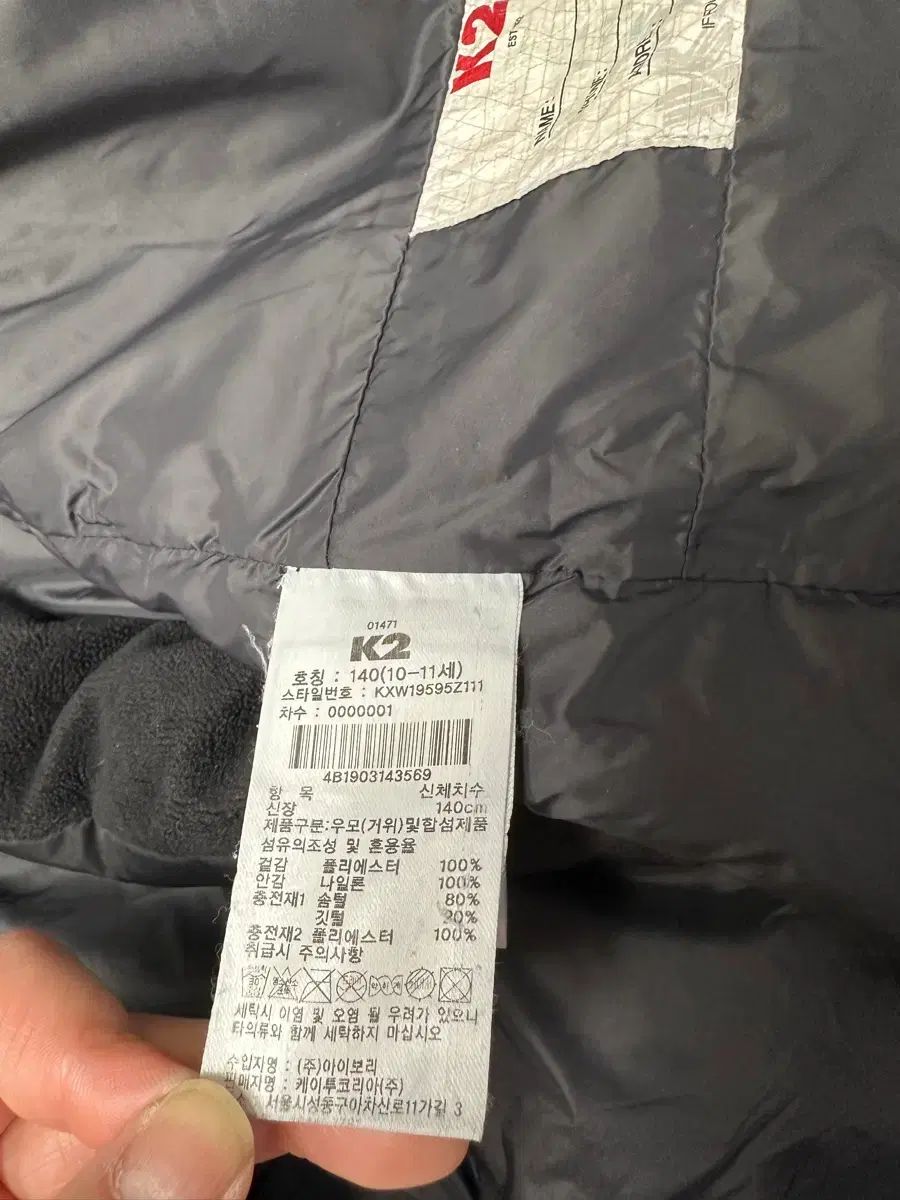 K2
NAME:
01471
K2
호칭 : 140(10-11세)
스타일번호 : KXW19595Z111
차수 : 0000001
4B1903143569
항 목 신체치수
신장 140cm
제품구분:우모(거위)및합섬제품
섬유의조성 및 혼용율
겉감 폴리에스터 100%
안감 나일론 100%
충전재1 솜털 80%
깃털 20%
충전재2 폴리에스터 100%
취급시 주의사항
세탁시 이염 및 오염 될 우려가 있으니
타의류와 함께 세탁하지 마십시오
수입자명 : (주)아이보리
판매자명 : 케이투코리아(주)
서울시성동구아차산로11가길 3